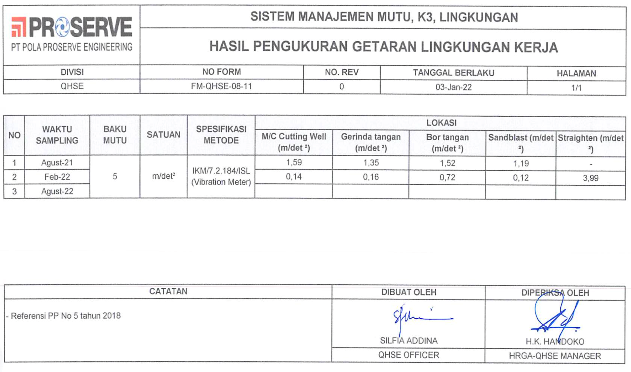 PROSERVE
PT POLA PROSERVE ENGINEERING
SISTEM MANAJEMEN MUTU, K3, LINGKUNGAN
HASIL PENGUKURAN GETARAN LINGKUNGAN KERJA
DIVISI NO FORM NO. REV TANGGAL BERLAKU HALAMAN
QHSE FM-QHSE-08-11 0 03-Jan-22 1/1
NO WAKTU SAMPLING BAKU MUTU SATUAN SPESIFIKASI METODE LOKASI
M/C Cutting Well (m/det ²) Gerinda tangan (m/det ²) Bor tangan (m/det ²) Sandblast (m/det ²) Straighten (m/det ²)
1 Agust-21 5 m/det² IKM/7.2.184/ISL (Vibration Meter) 1,59 1,35 1,52 1,19 -
2 Feb-22 0,14 0,16 0,72 0,12 3,99
3 Agust-22
CATATAN DIBUAT OLEH DIPERIKSA OLEH
- Referensi PP No 5 tahun 2018
SILFIA ADDINA H.K. HANDOKO
QHSE OFFICER HRGA-QHSE MANAGER